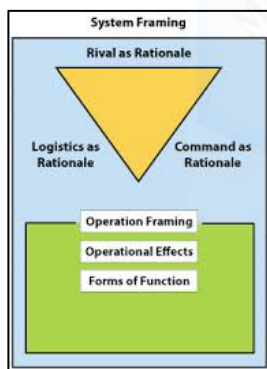 System Framing
Rival as Rationale
Logistics as
Rationale
Command as
Rationale
Operation Framing
Operational Effects
Forms of Function